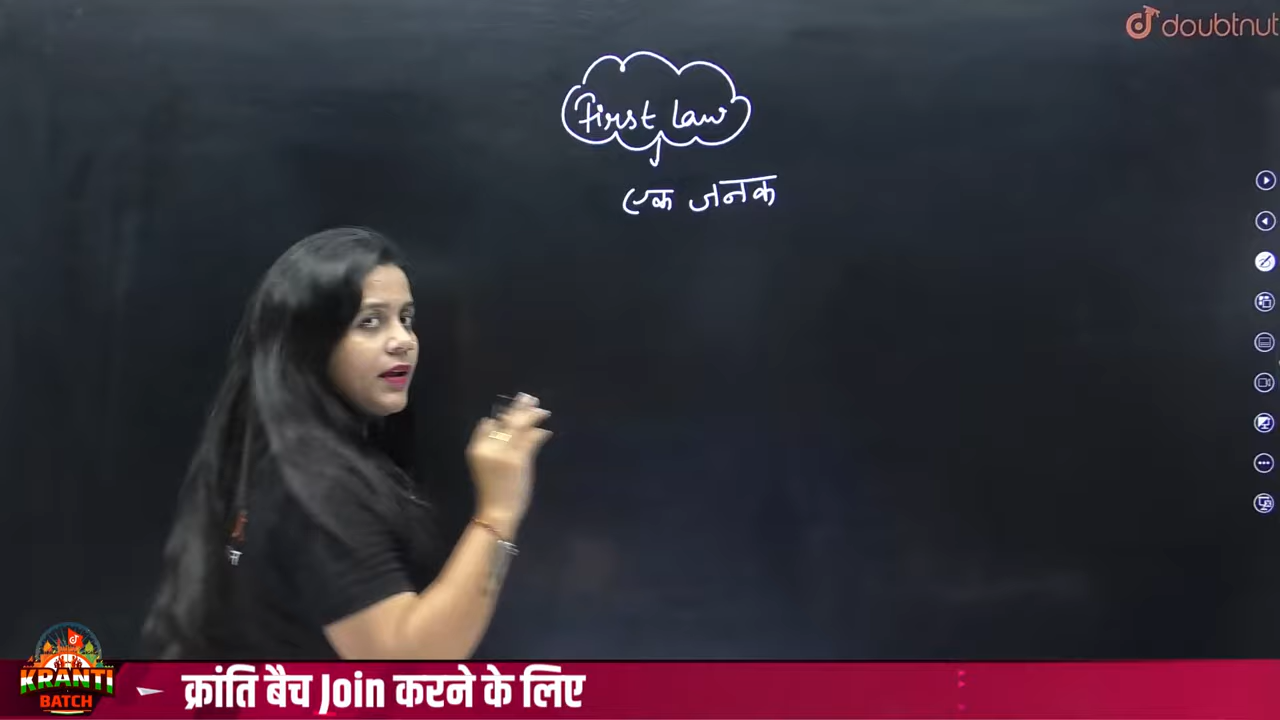 doubtnut
First Law
एक जनक
KRANTI
BATCH
क्रांति बैच Join करने के लिए